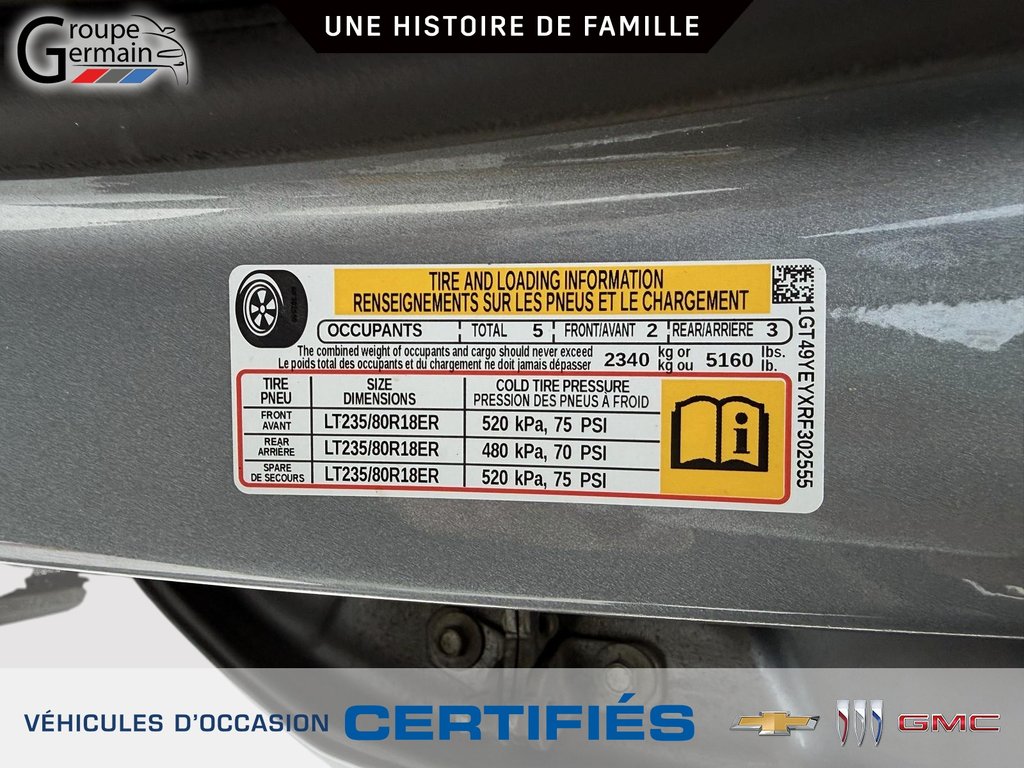 Groupe
Germain
UNE HISTOIRE DE FAMILLE
TIRE AND LOADING INFORMATION
RENSEIGNEMENTS SUR LES PNEUS ET LE CHARGEMENT
OCCUPANTS TOTAL 5 FRONT/AVANT 2 REAR/ARRIÈRE 3
The combined weight of occupants and cargo should never exceed 2340 kg or 5160 lbs.
Le poids total des occupants et du chargement ne doit jamais dépasser kg ou lb.
TIRE SIZE COLD TIRE PRESSURE
PNEU DIMENSIONS PRESSION DES PNEUS À FROID
FRONT
AVANT LT235/80R18ER 520 kPa, 75 PSI
REAR
ARRIÈRE LT235/80R18ER 480 kPa, 70 PSI
SPARE
DE SECOURS LT235/80R18ER 520 kPa, 75 PSI
1GT49YEYXRF302555
VÉHICULES D'OCCASION CERTIFIÉS
GMC